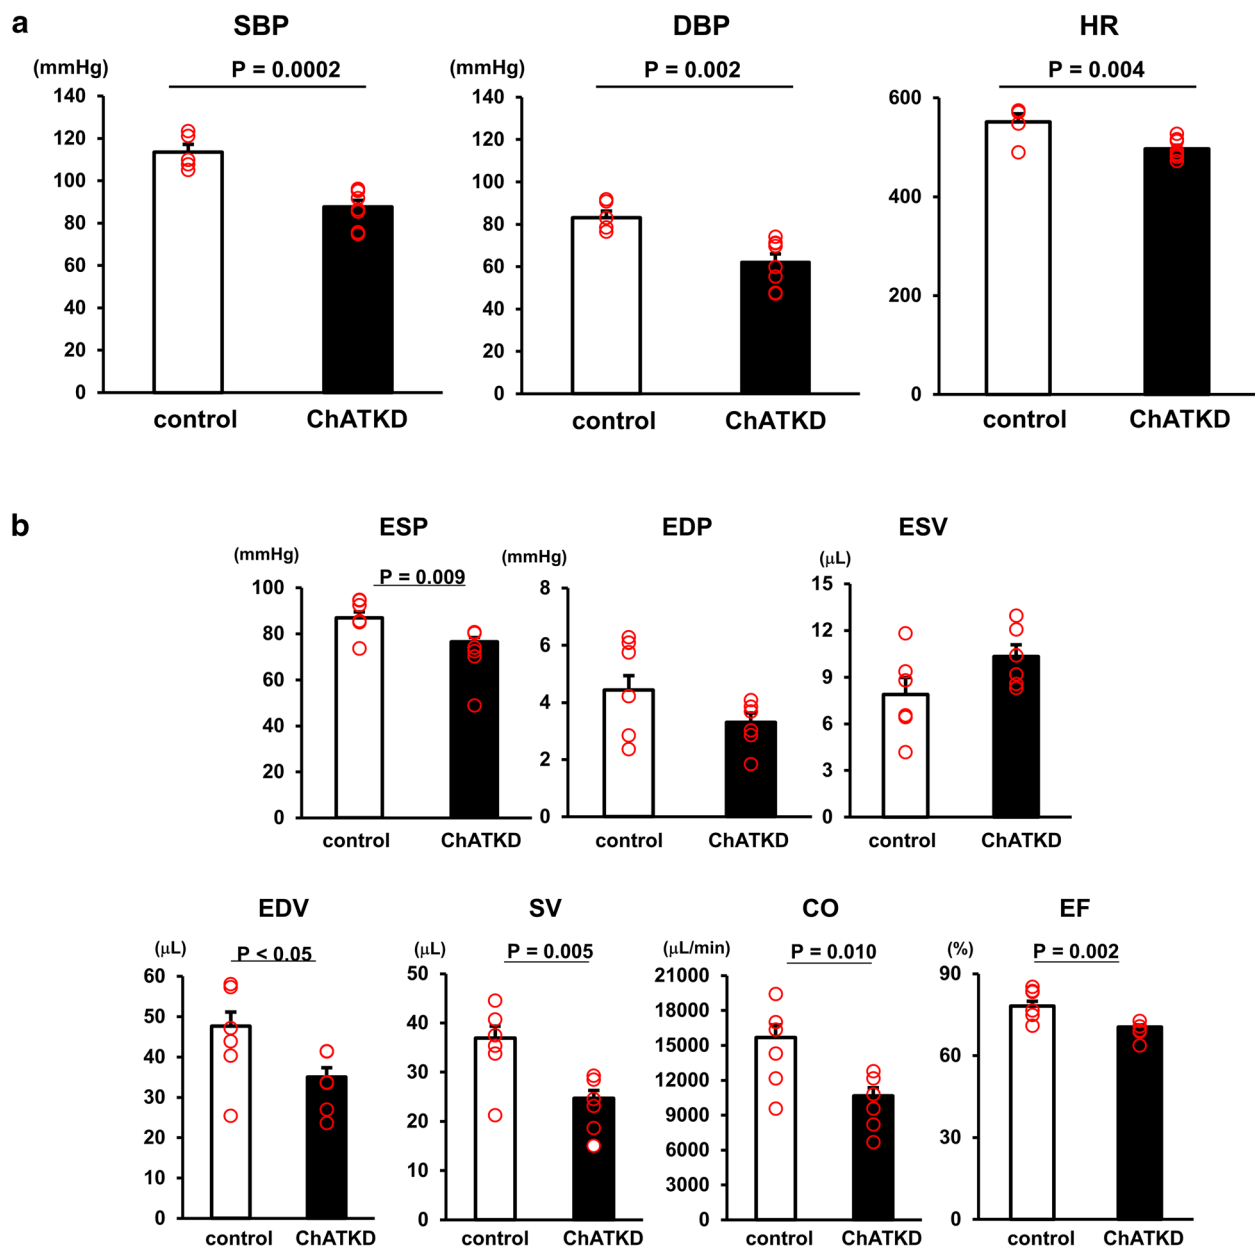 a
SBP
DBP
HR
(mmHg)
P = 0.0002
(mmHg)
P = 0.002
P = 0.004
140
120
100
80
60
40
20
0
control
ChATKD
140
120
100
80
60
40
20
0
control
ChATKD
600
400
200
0
control
ChATKD
b
ESP
EDP
ESV
(mmHg)
P = 0.009
100
80
60
40
20
0
control
ChATKD
(mmHg)
8
6
4
2
0
control
ChATKD
(μL)
15
12
9
6
3
0
control
ChATKD
EDV
SV
CO
EF
(μL)
P < 0.05
60
50
40
30
20
10
0
control
ChATKD
(μL)
P = 0.005
50
40
30
20
10
0
control
ChATKD
(μL/min)
P = 0.010
21000
18000
15000
12000
9000
6000
3000
0
control
ChATKD
(%)
P = 0.002
90
60
30
0
control
ChATKD